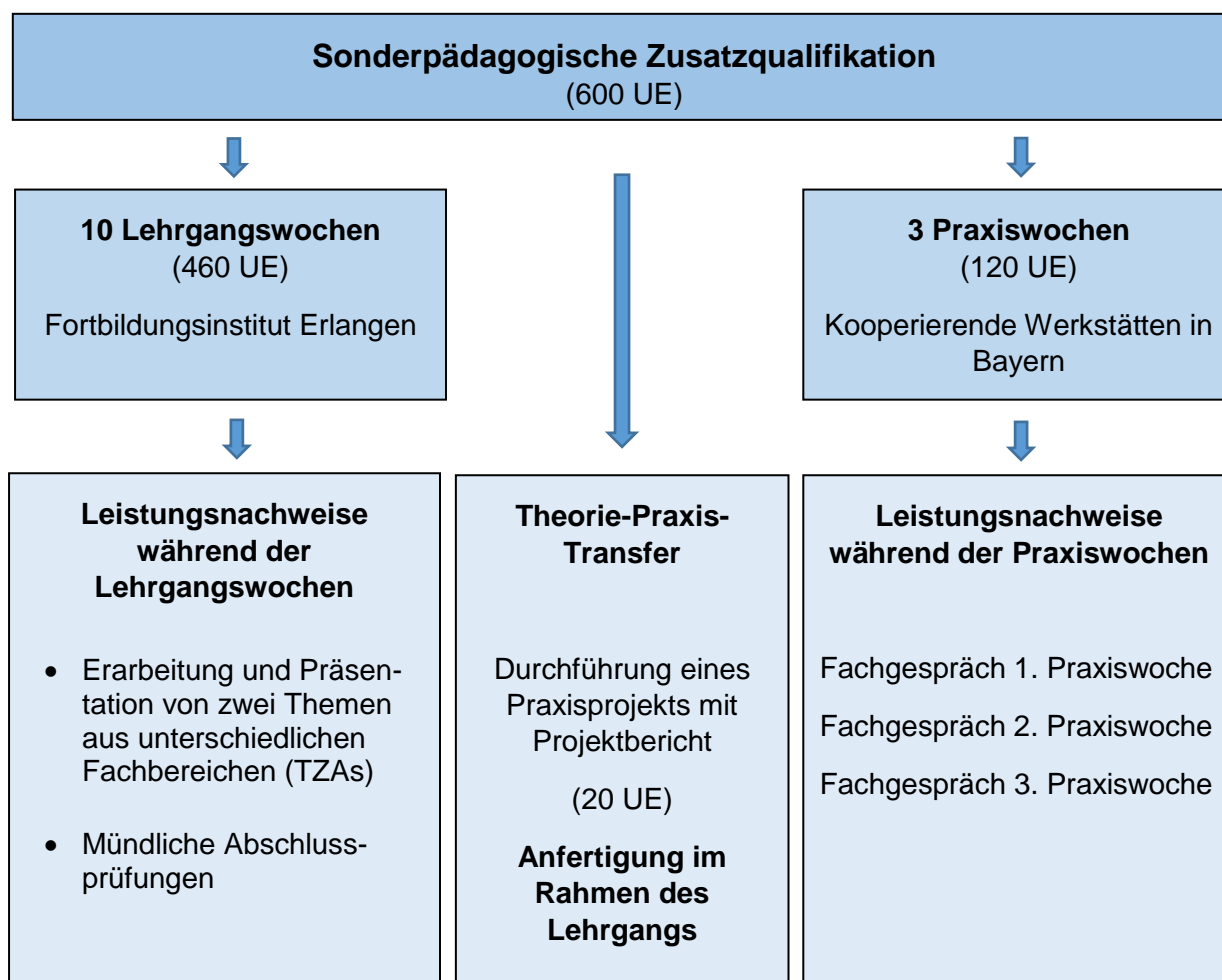 Sonderpädagogische Zusatzqualifikation
(600 UE)
10 Lehrgangswochen
(460 UE)
Fortbildungsinstitut Erlangen
3 Praxiswochen
(120 UE)
Kooperierende Werkstätten in
Bayern
Leistungsnachweise
während der
Lehrgangswochen
• Erarbeitung und Präsen-
tation von zwei Themen
aus unterschiedlichen
Fachbereichen (TZAs)
• Mündliche Abschluss-
prüfungen
Theorie-Praxis-
Transfer
Durchführung eines
Praxisprojekts mit
Projektbericht
(20 UE)
Anfertigung im
Rahmen des
Lehrgangs
Leistungsnachweise
während der Praxiswochen
Fachgespräch 1. Praxiswoche
Fachgespräch 2. Praxiswoche
Fachgespräch 3. Praxiswoche